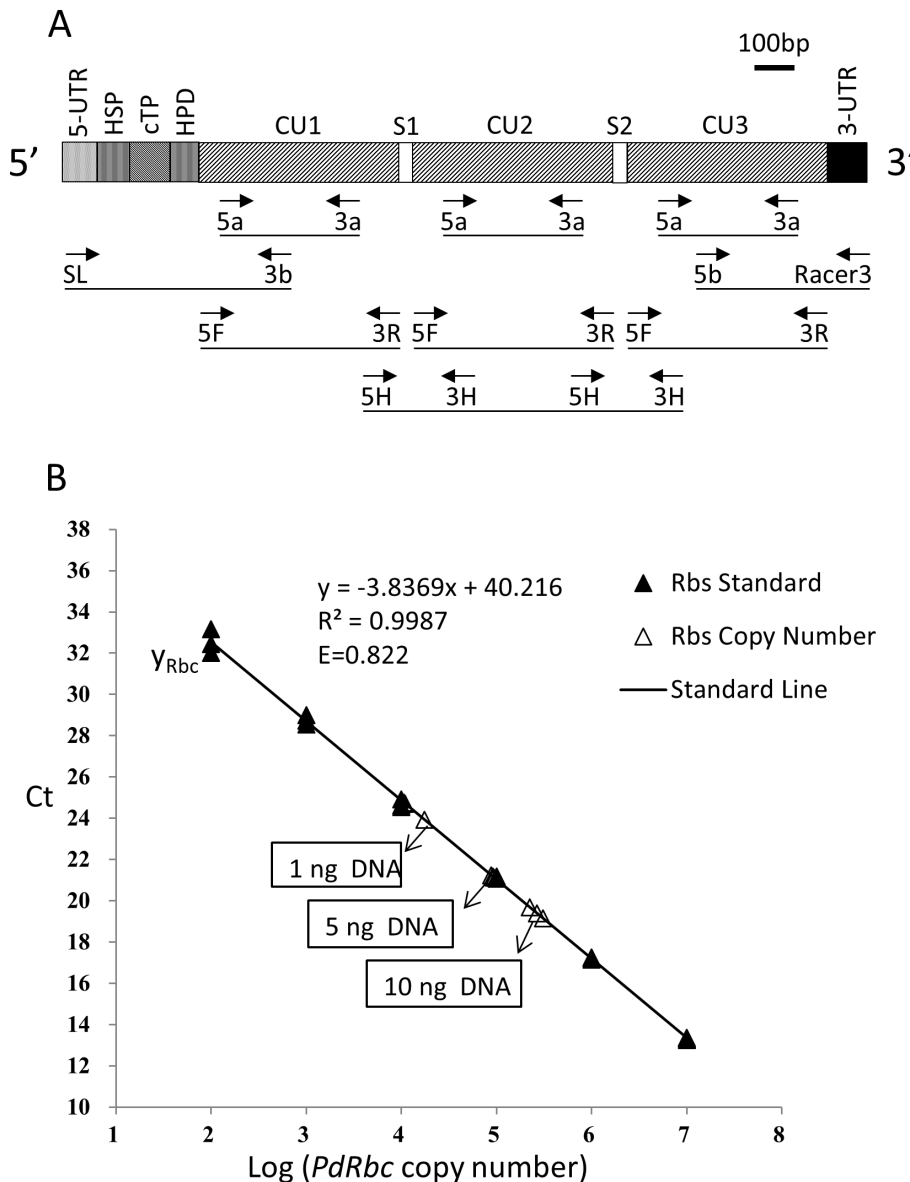 A
100bp
5-UTR HSP cTP HPD CU1 S1 CU2 S2 CU3 3-UTR
5’ 3’
5a 3a 5a 3a 5a 3a
SL 3b 5b Racer3
5F 3R 5F 3R 5F 3R
5H 3H 5H 3H
B
38
36
34
32
30
28
26
24
22
20
18
16
14
12
10
Ct
y = -3.8369x + 40.216
R² = 0.9987
E=0.822
Rbs Standard
Rbs Copy Number
Standard Line
yRbc
1 ng DNA
5 ng DNA
10 ng DNA
1 2 3 4 5 6 7 8
Log (PdRbc copy number)